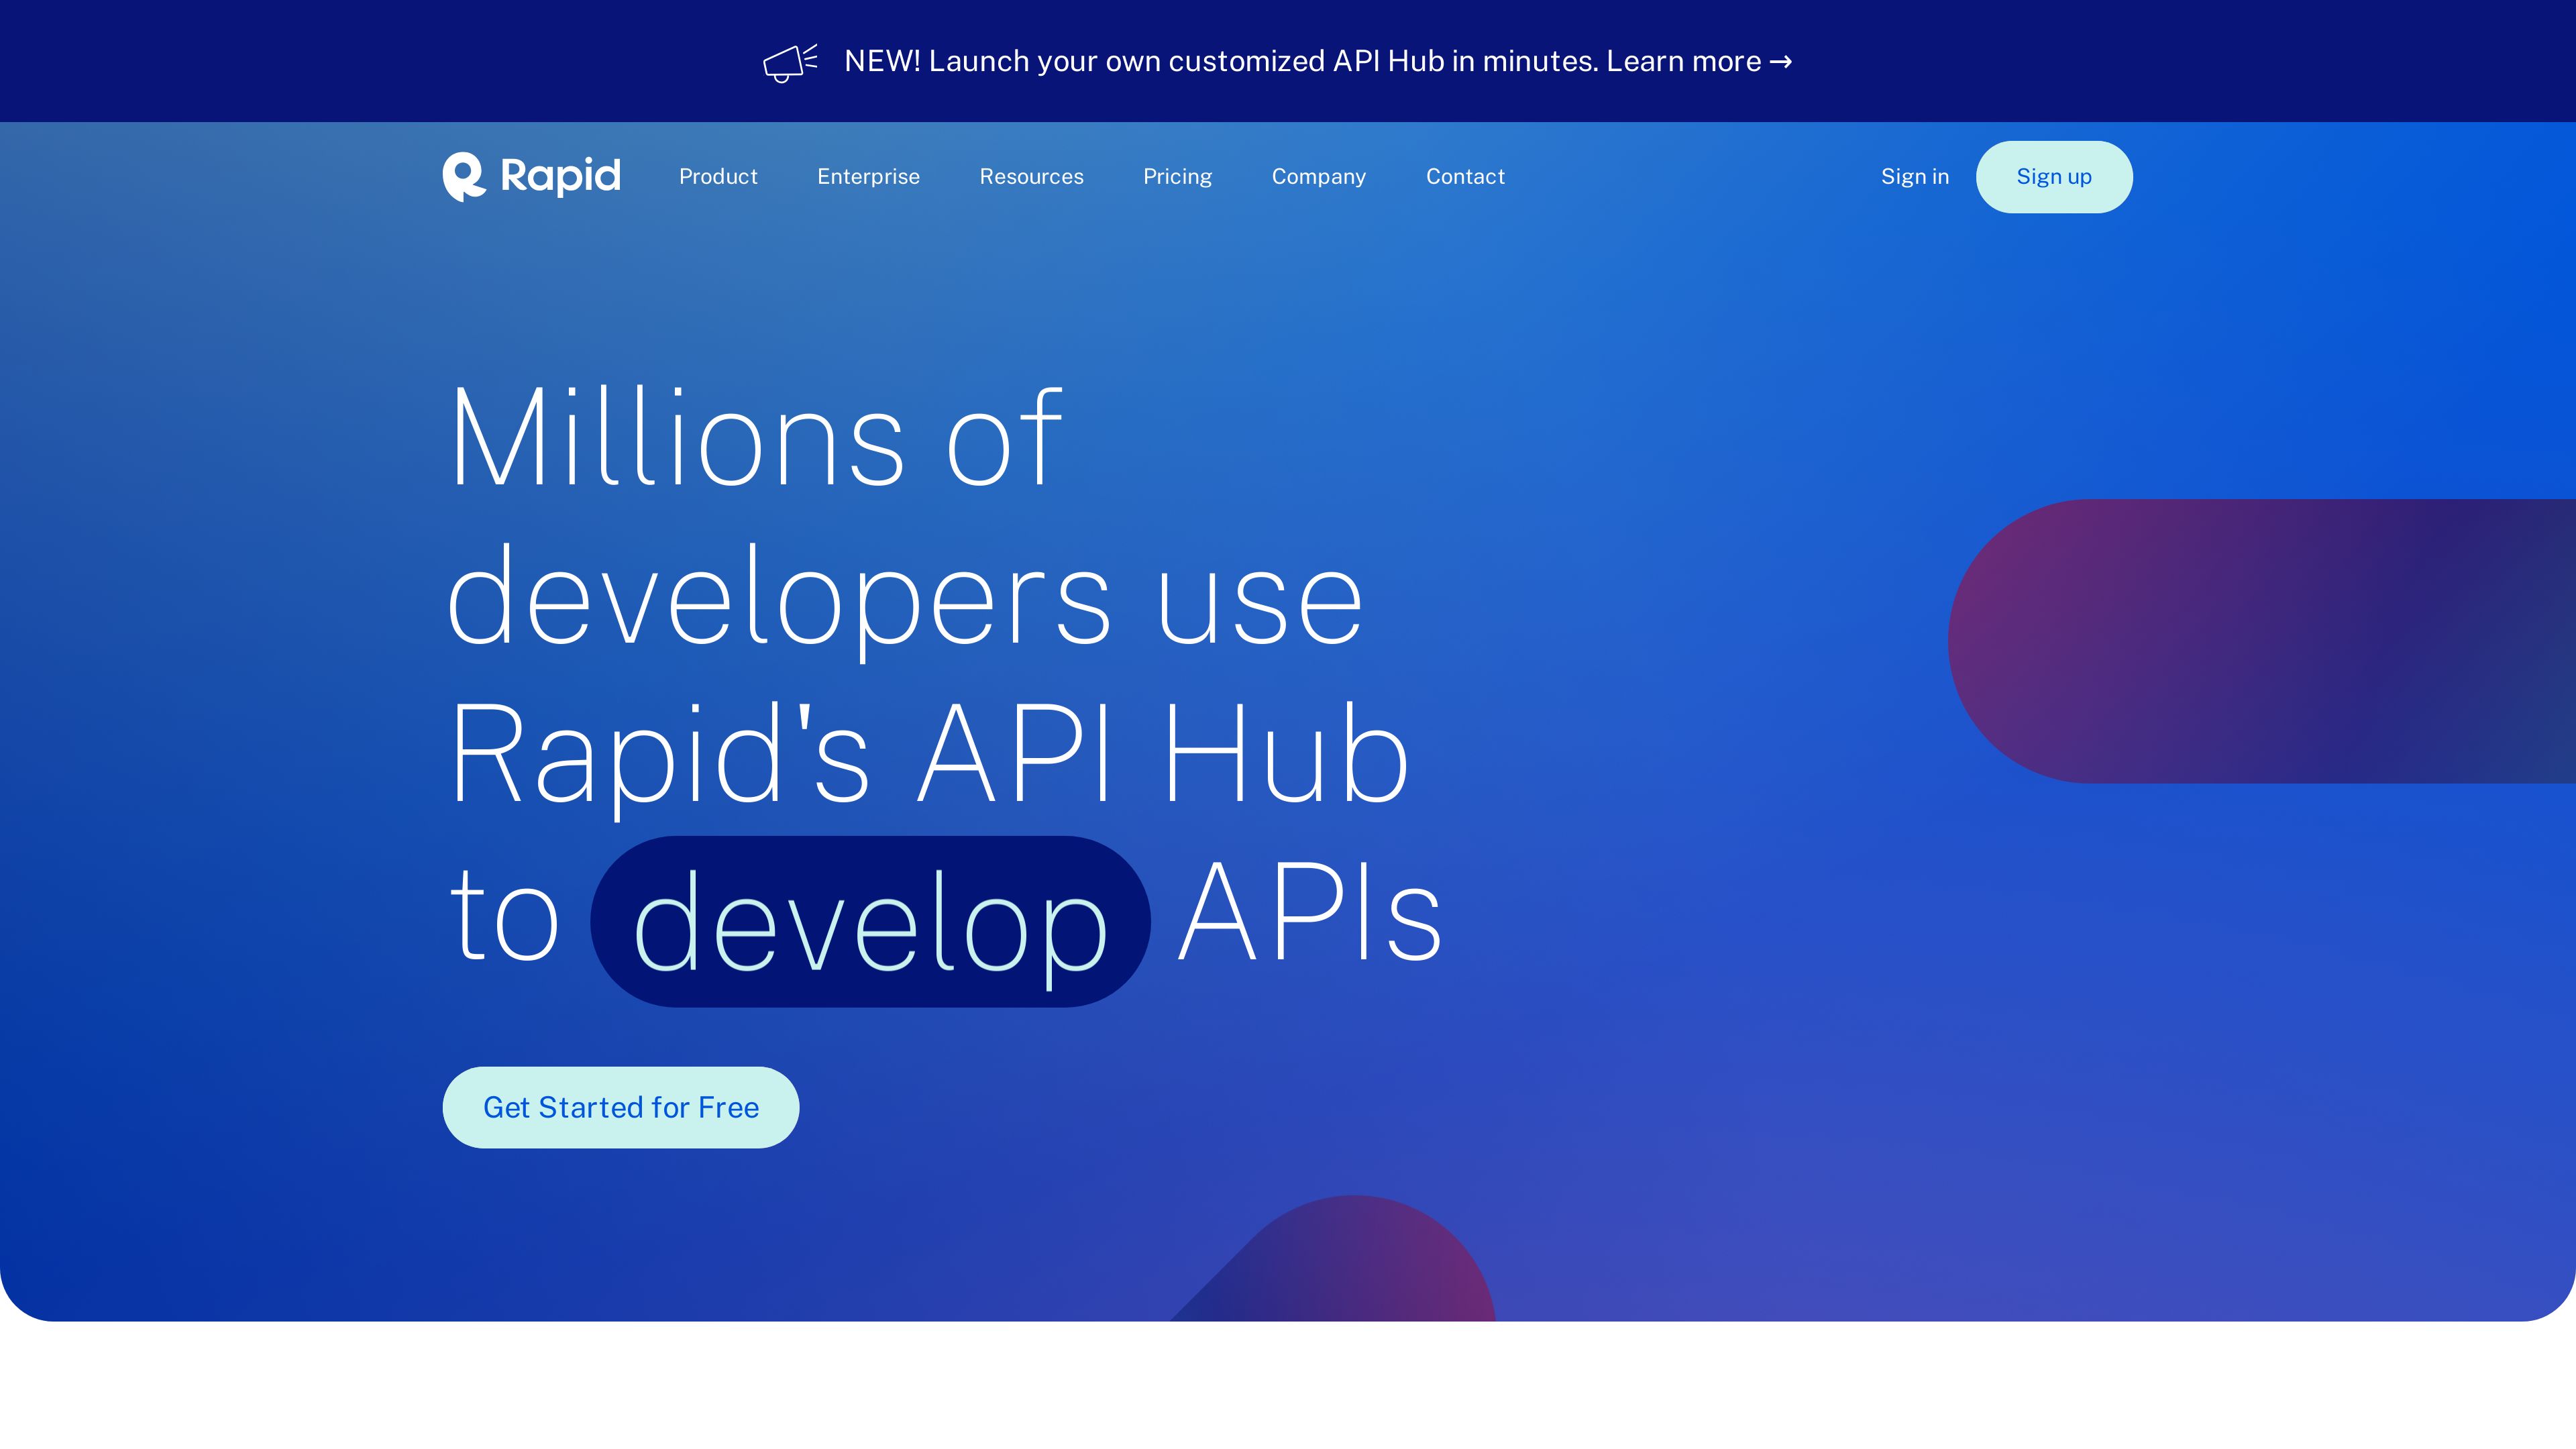 NEW! Launch your own customized API Hub in minutes. Learn more →
Rapid
Product
Enterprise
Resources
Pricing
Company
Contact
Sign in
Sign up
Millions of
developers use
Rapid's API Hub
to develop APIs
Get Started for Free